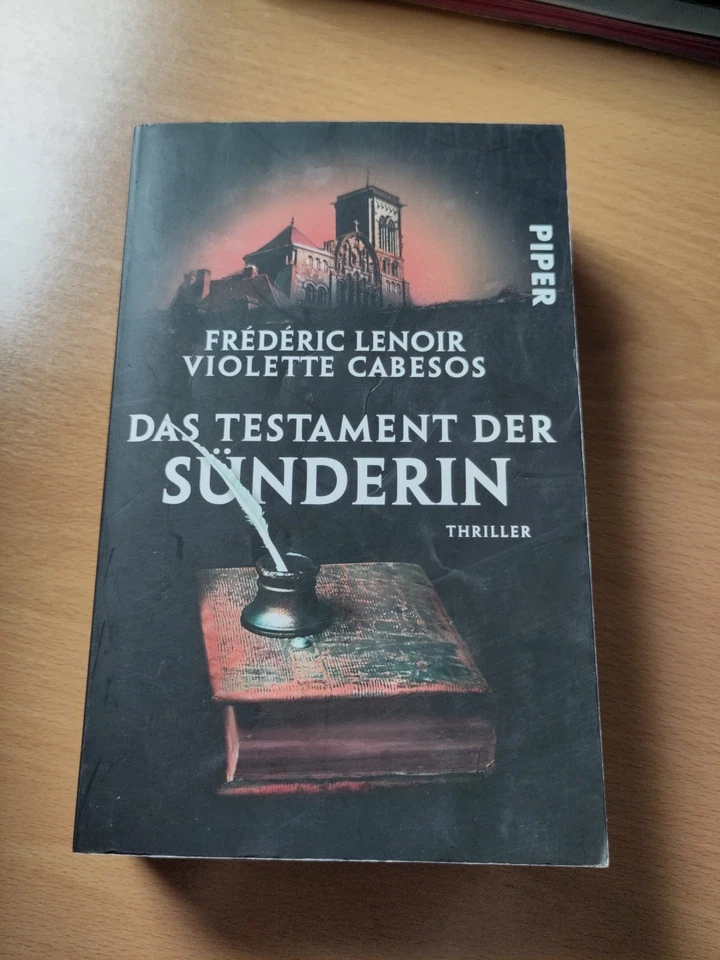 PIPER
FRÉDÉRIC LENOIR
VIOLETTE CABESOS
DAS TESTAMENT DER
SÜNDERIN
THRILLER